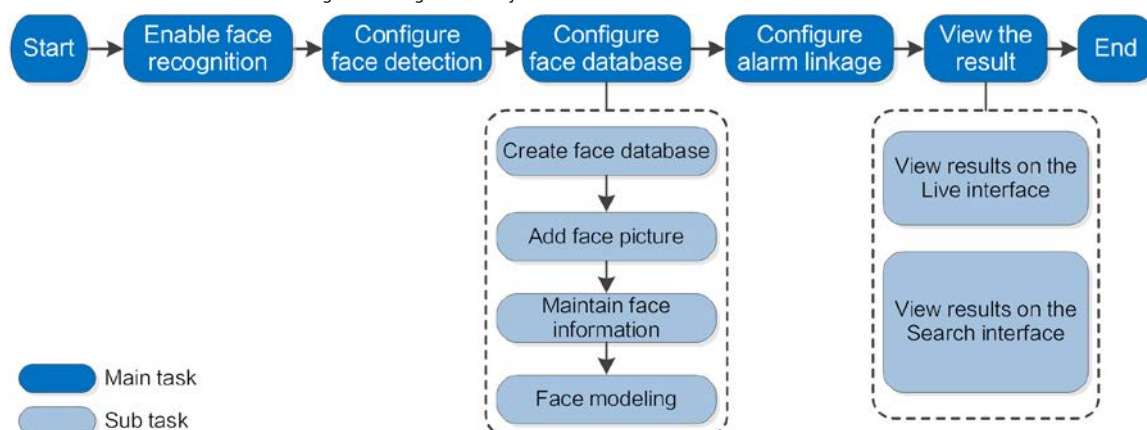 Start
Enable face
recognition
Configure
face detection
Configure
face database
Configure
alarm linkage
View the
result
End
Create face database
Add face picture
Maintain face
information
Face modeling
View results on the
Live interface
View results on the
Search interface
Main task
Sub task